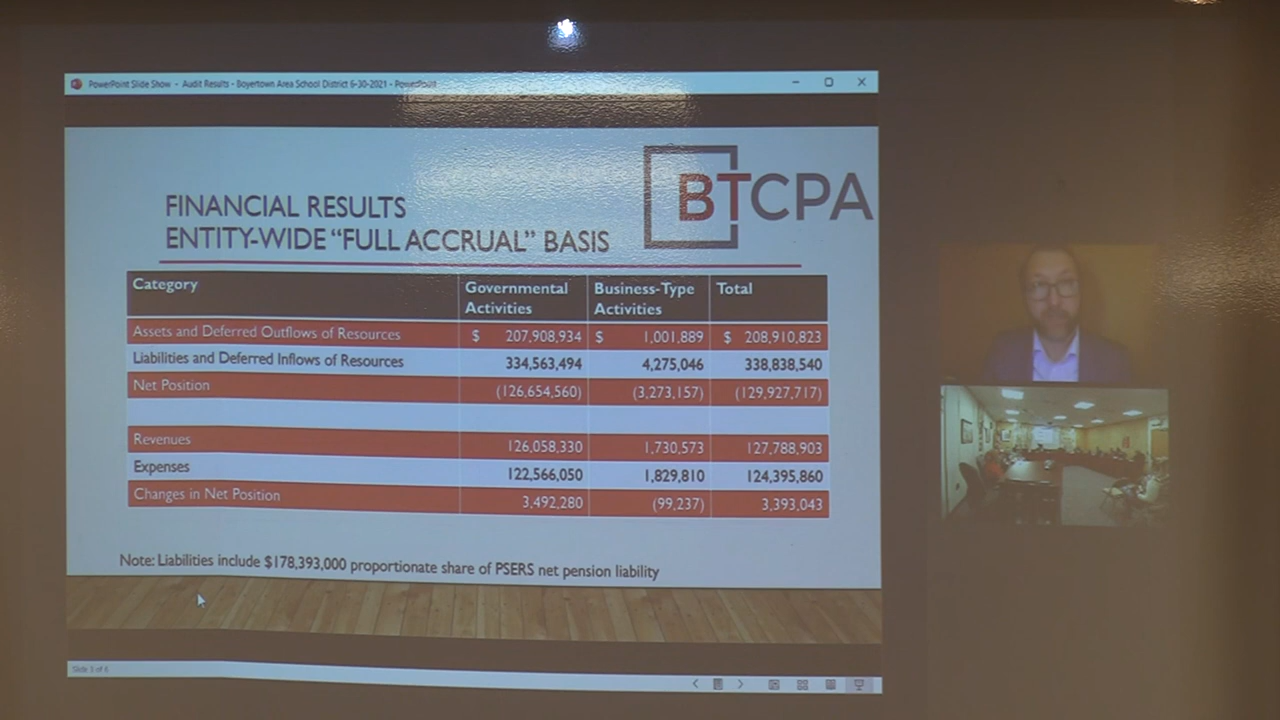 PowerPoint Slide Show - Audit Results - Boyertown Area School District 6-30-2021 - PowerPoint
BTCPA
FINANCIAL RESULTS
ENTITY-WIDE “FULL ACCRUAL” BASIS
Category Governmental Activities Business-Type Activities Total
Assets and Deferred Outflows of Resources $ 207,908,934 $ 1,001,889 $ 208,910,823
Liabilities and Deferred Inflows of Resources 334,563,494 4,275,046 338,838,540
Net Position (126,654,560) (3,273,157) (129,927,717)
Revenues 126,058,330 1,730,573 127,788,903
Expenses 122,566,050 1,829,810 124,395,860
Changes in Net Position 3,492,280 (99,237) 3,393,043
Note: Liabilities include $178,393,000 proportionate share of PSERS net pension liability